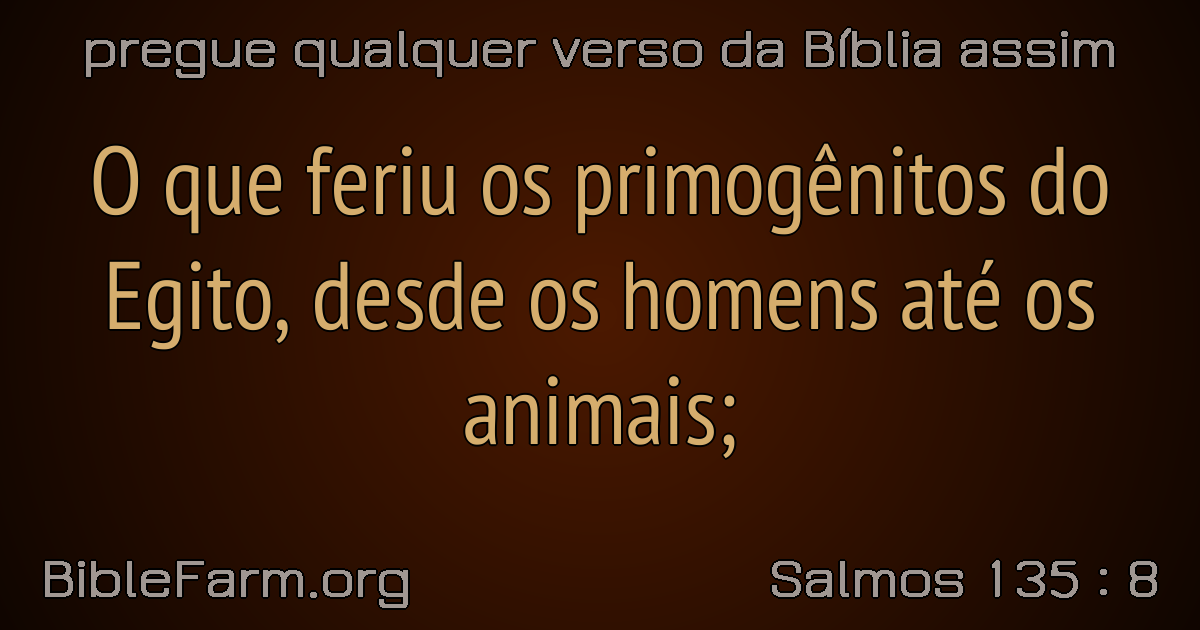 pregue qualquer verso da Bíblia assim
O que feriu os primogênitos do
Egito, desde os homens até os
animais;
BibleFarm.org
Salmos 135 : 8